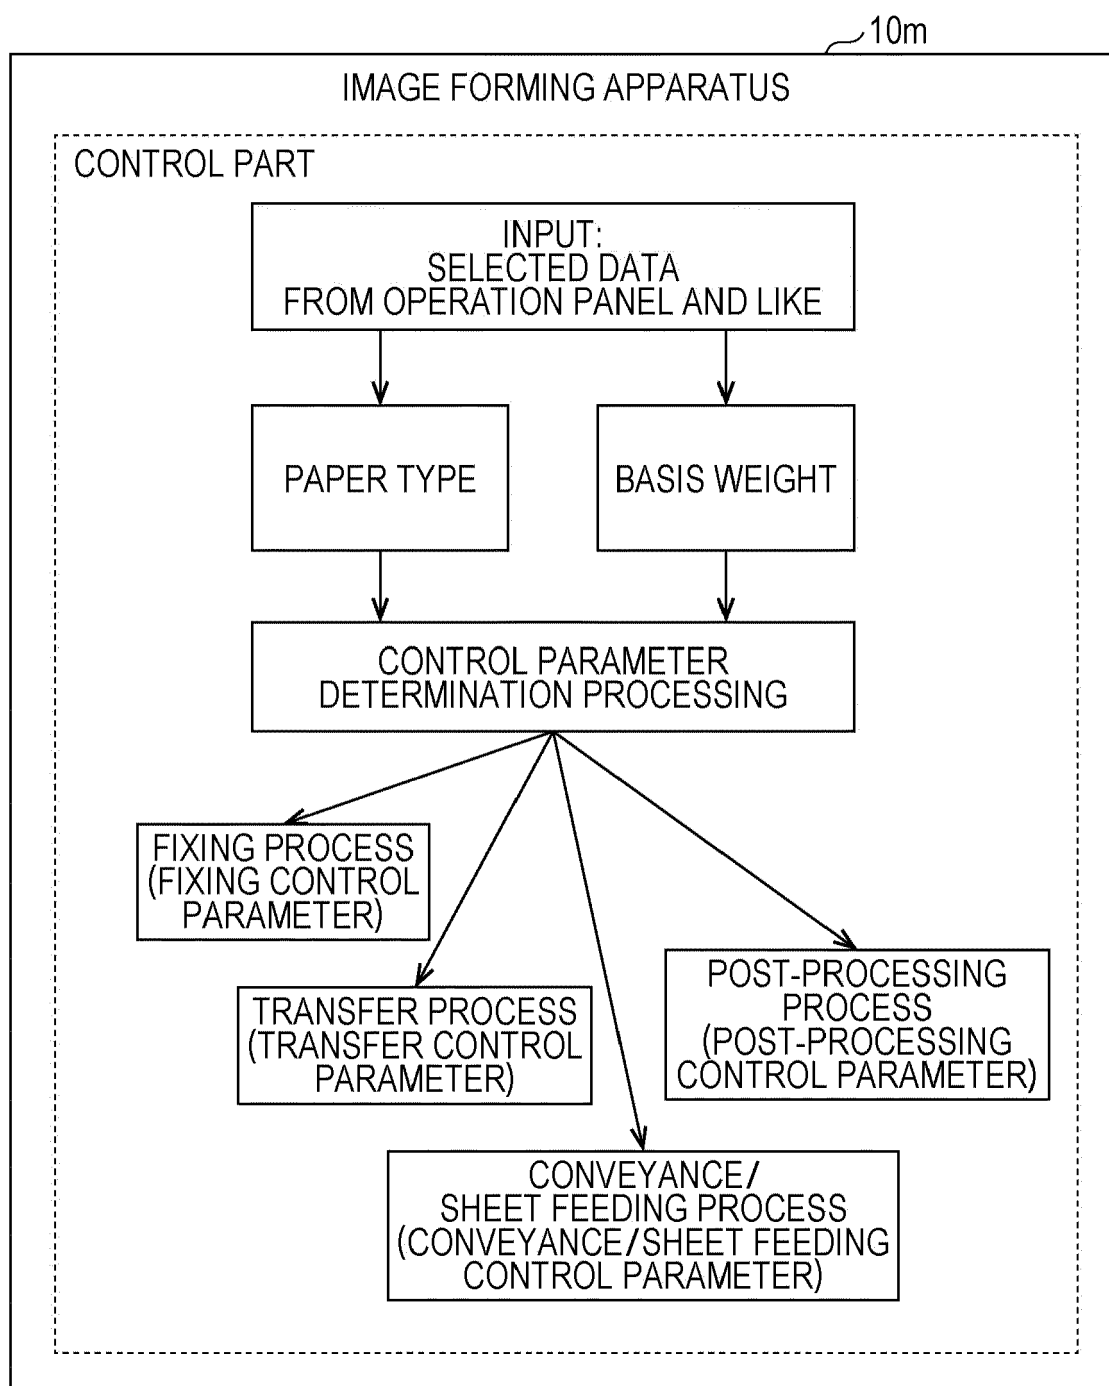 10m
IMAGE FORMING APPARATUS
CONTROL PART
INPUT:
SELECTED DATA
FROM OPERATION PANEL AND LIKE
PAPER TYPE
BASIS WEIGHT
CONTROL PARAMETER
DETERMINATION PROCESSING
FIXING PROCESS
(FIXING CONTROL
PARAMETER)
TRANSFER PROCESS
(TRANSFER CONTROL
PARAMETER)
POST-PROCESSING
PROCESS
(POST-PROCESSING
CONTROL PARAMETER)
CONVEYANCE/
SHEET FEEDING PROCESS
(CONVEYANCE/SHEET FEEDING
CONTROL PARAMETER)